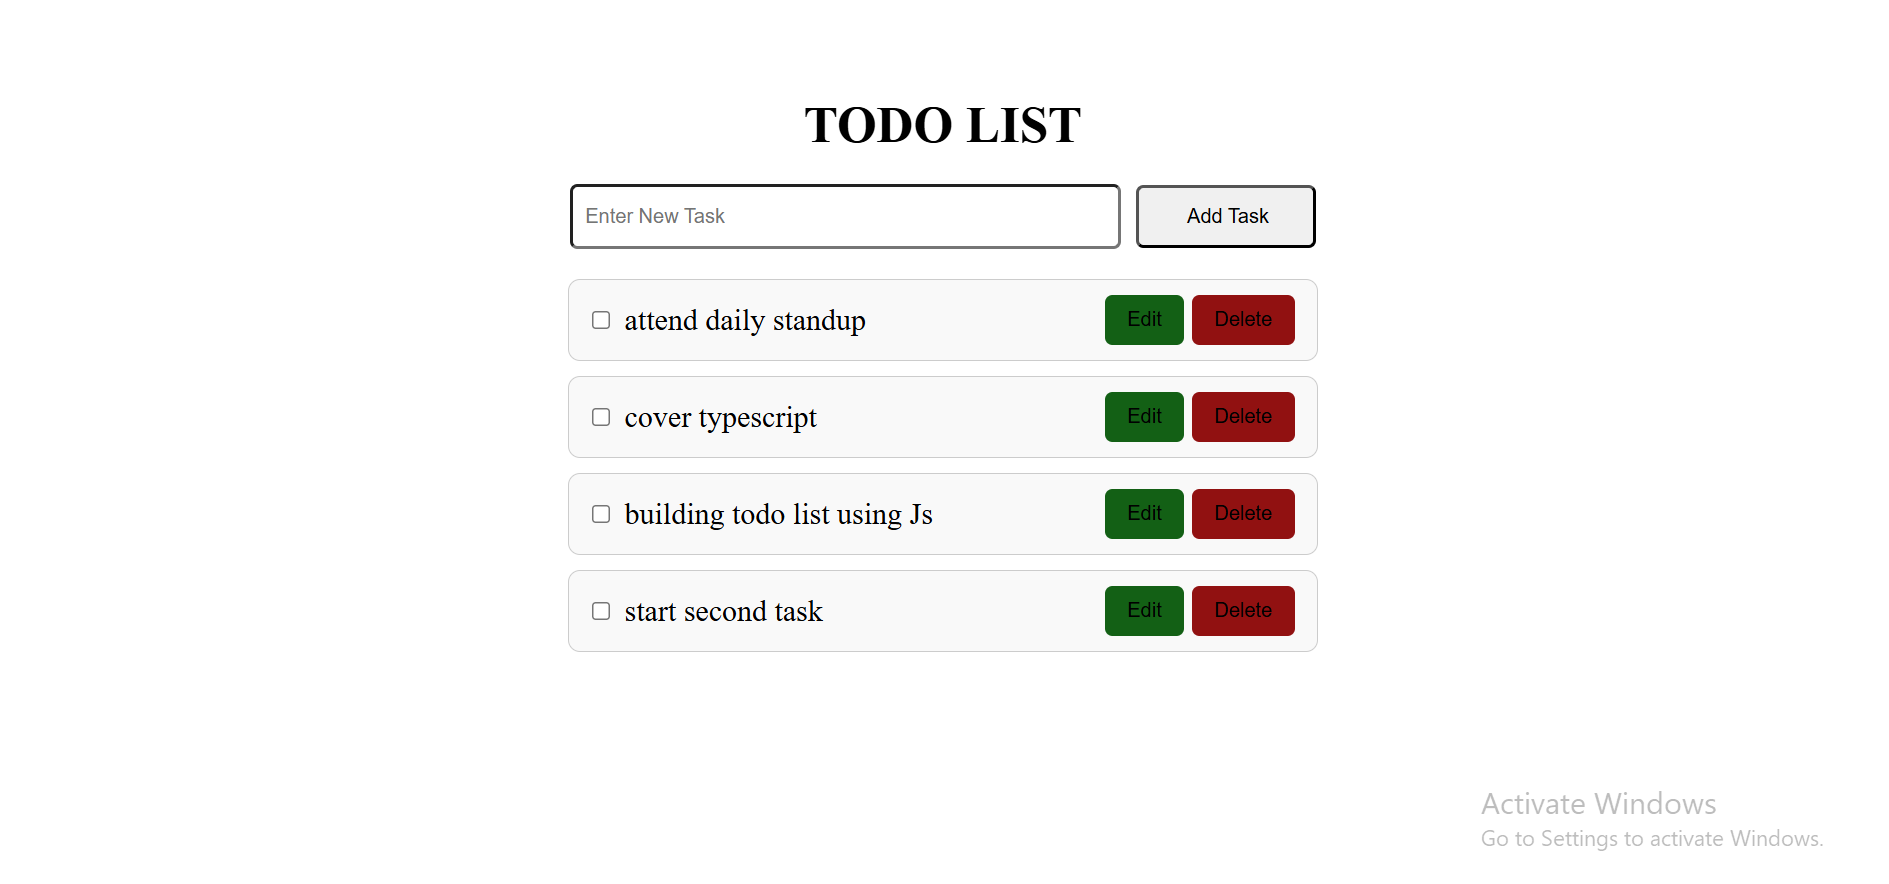 TODO LIST
Enter New Task
Add Task
attend daily standup
Edit
Delete
cover typescript
Edit
Delete
building todo list using Js
Edit
Delete
start second task
Edit
Delete
Activate Windows
Go to Settings to activate Windows.